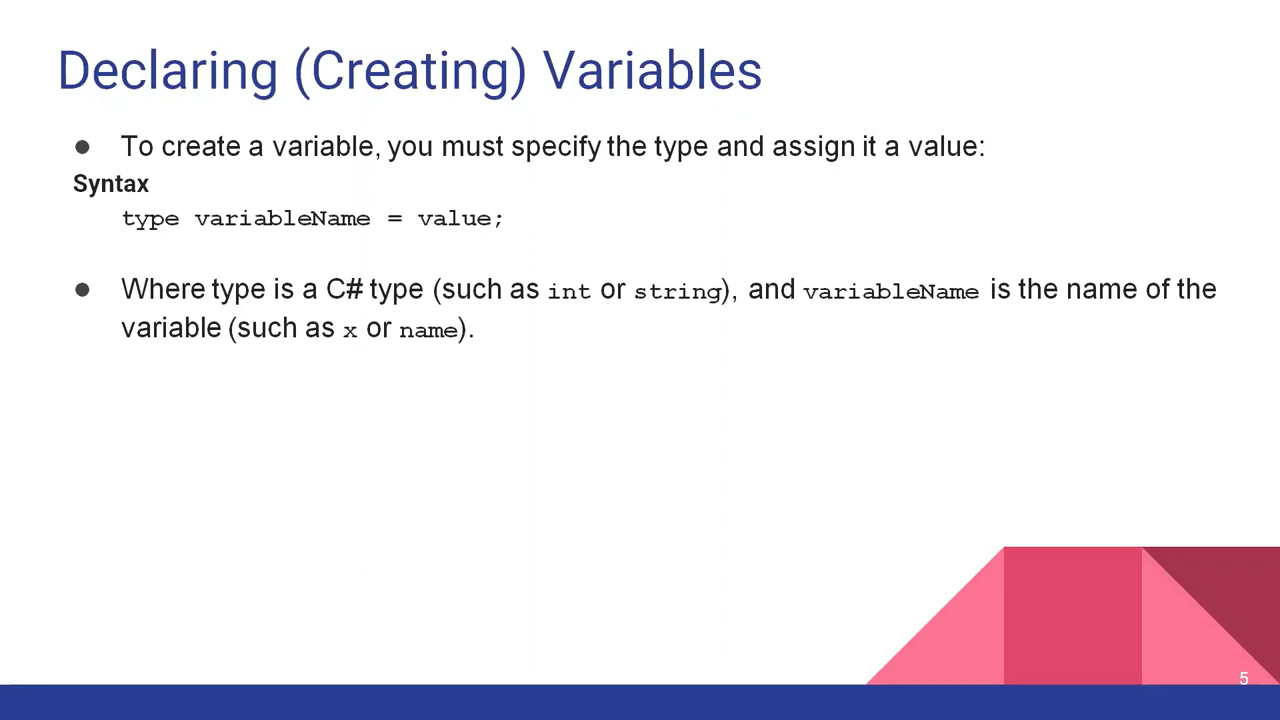 Declaring (Creating) Variables
● To create a variable, you must specify the type and assign it a value:
Syntax
type variableName = value;
● Where type is a C# type (such as int or string), and variableName is the name of the
variable (such as x or name).
5